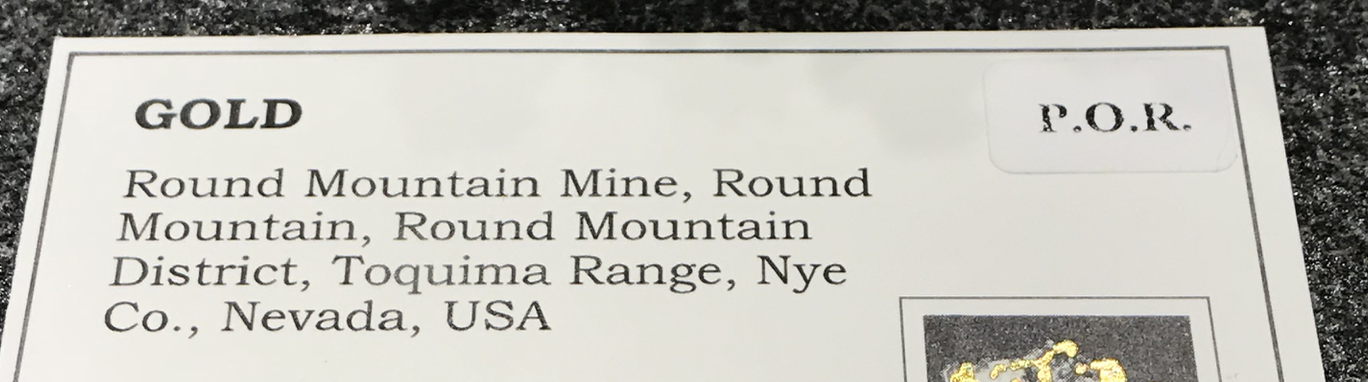 GOLD
P.O.R.
Round Mountain Mine, Round
Mountain, Round Mountain
District, Toquima Range, Nye
Co., Nevada, USA